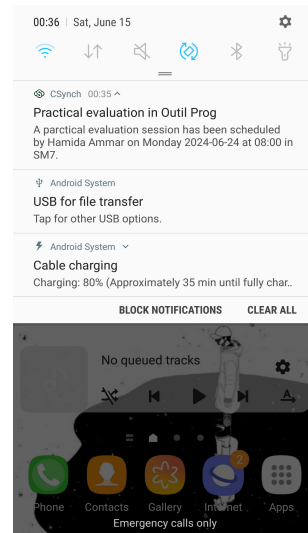 00:36 | Sat, June 15
CSynch 00:35
Practical evaluation in Outil Prog
A parctical evaluation session has been scheduled
by Hamida Ammar on Monday 2024-06-24 at 08:00 in
SM7.
Android System
USB for file transfer
Tap for other USB options.
Android System
Cable charging
Charging: 80% (Approximately 35 min until fully char..
BLOCK NOTIFICATIONS CLEAR ALL
No queued tracks
A
2
Phone Contacts Gallery Internet Apps
Emergency calls only